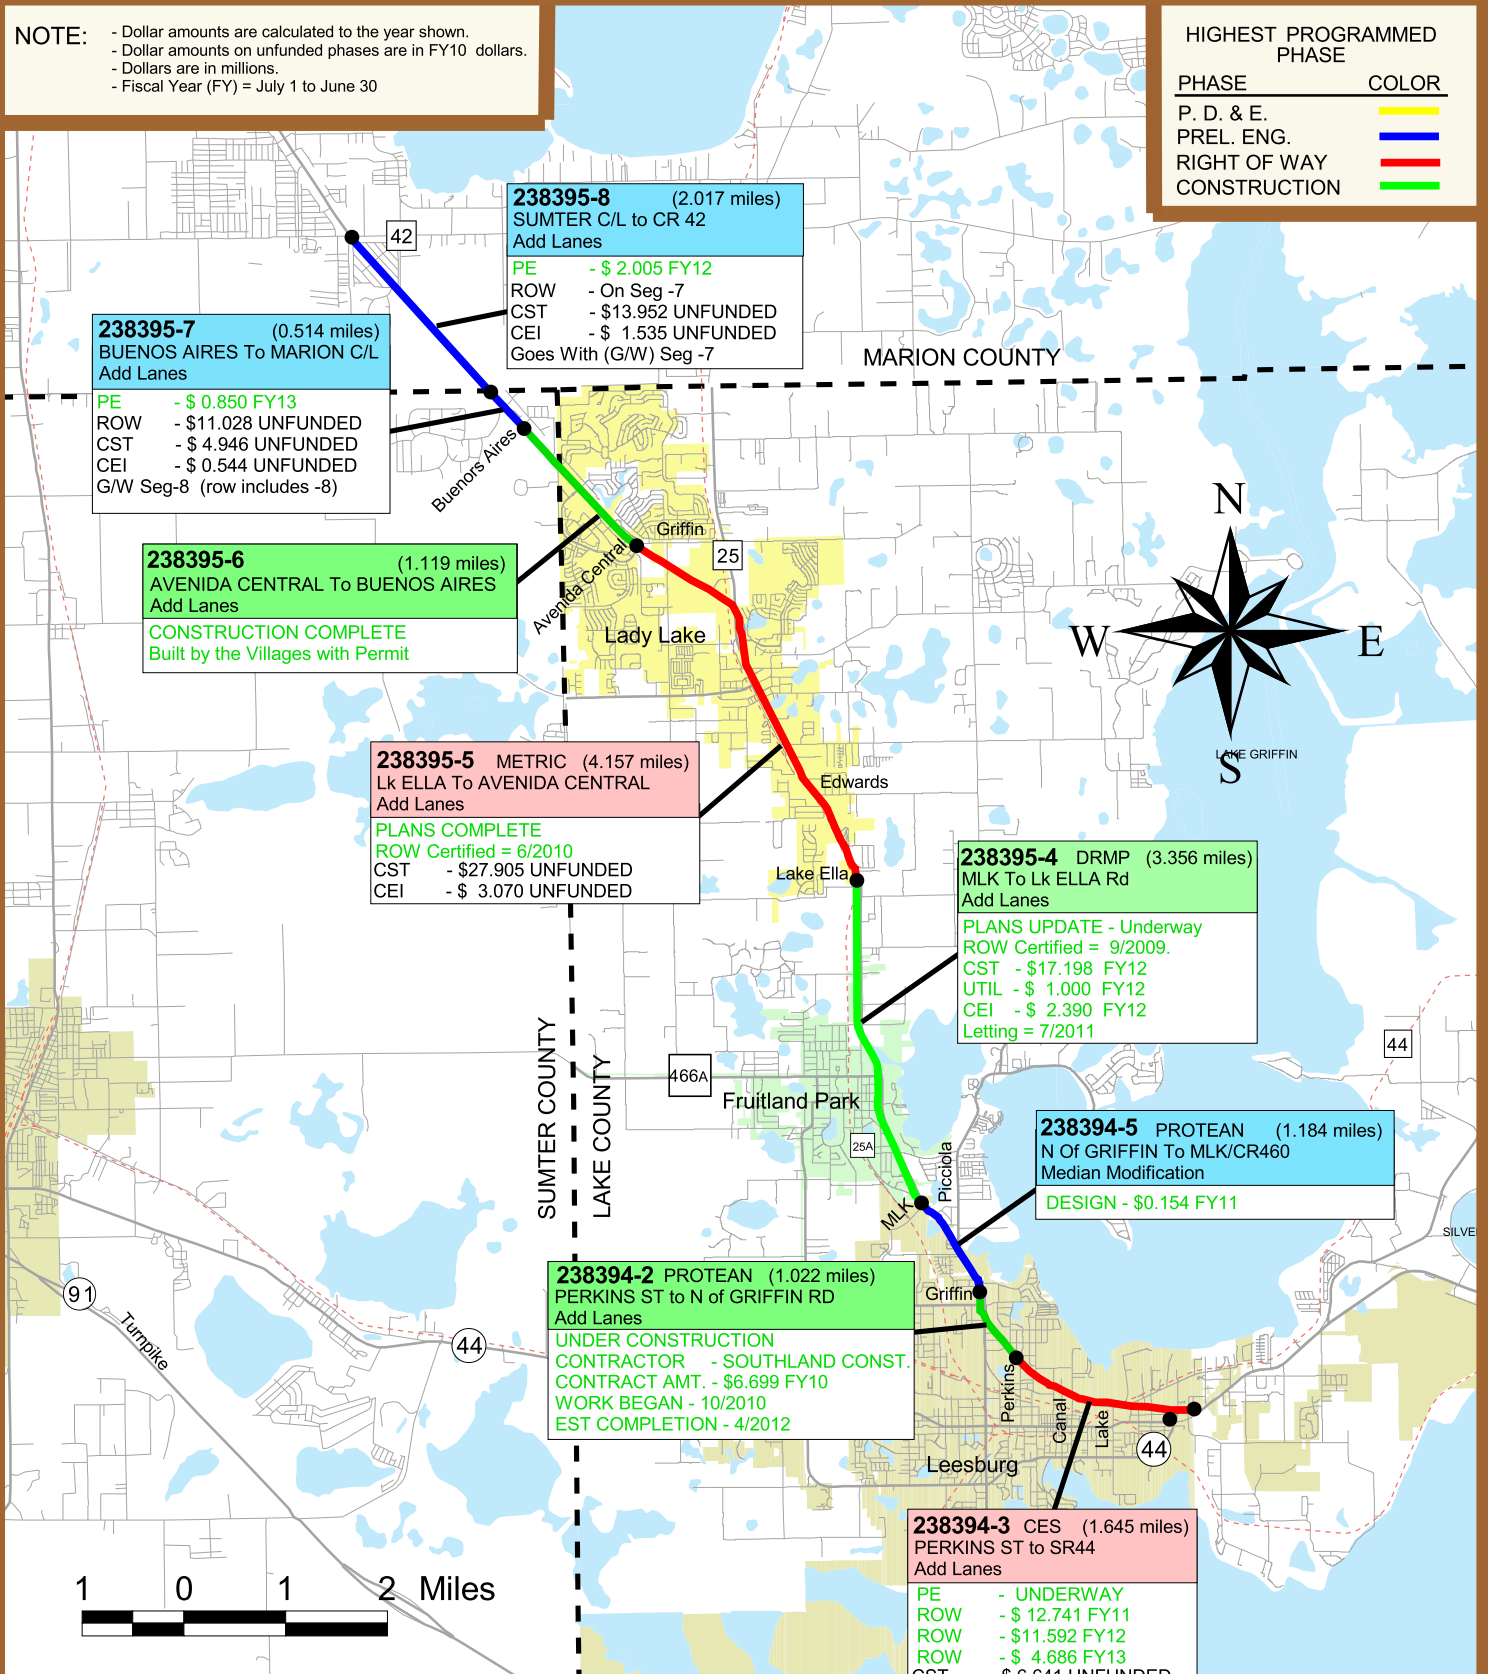 NOTE:
- Dollar amounts are calculated to the year shown.
- Dollar amounts on unfunded phases are in FY10 dollars.
- Dollars are in millions.
- Fiscal Year (FY) = July 1 to June 30
HIGHEST PROGRAMMED
PHASE
PHASE COLOR
P. D. & E.
PREL. ENG.
RIGHT OF WAY
CONSTRUCTION
42
238395-8 (2.017 miles)
SUMTER C/L to CR 42
Add Lanes
PE - $ 2.005 FY12
ROW - On Seg -7
CST - $13.952 UNFUNDED
CEI - $ 1.535 UNFUNDED
Goes With (G/W) Seg -7
238395-7 (0.514 miles)
BUENOS AIRES To MARION C/L
Add Lanes
PE - $ 0.850 FY13
ROW - $11.028 UNFUNDED
CST - $ 4.946 UNFUNDED
CEI - $ 0.544 UNFUNDED
G/W Seg-8 (row includes -8)
MARION COUNTY
Buenors Aires
Griffin
25
Avenida Central
Lady Lake
238395-6 (1.119 miles)
AVENIDA CENTRAL To BUENOS AIRES
Add Lanes
CONSTRUCTION COMPLETE
Built by the Villages with Permit
N
W
E
S
LAKE GRIFFIN
238395-5 METRIC (4.157 miles)
Lk ELLA To AVENIDA CENTRAL
Add Lanes
PLANS COMPLETE
ROW Certified = 6/2010
CST - $27.905 UNFUNDED
CEI - $ 3.070 UNFUNDED
Edwards
Lake Ella
238395-4 DRMP (3.356 miles)
MLK To Lk ELLA Rd
Add Lanes
PLANS UPDATE - Underway
ROW Certified = 9/2009.
CST - $17.198 FY12
UTIL - $ 1.000 FY12
CEI - $ 2.390 FY12
Letting = 7/2011
SUMTER COUNTY
LAKE COUNTY
466A
Fruitland Park
25A
44
Picciola
MLK
238394-5 PROTEAN (1.184 miles)
N Of GRIFFIN To MLK/CR460
Median Modification
DESIGN - $0.154 FY11
SILVE
91
Turnpike
44
238394-2 PROTEAN (1.022 miles)
PERKINS ST to N of GRIFFIN RD
Add Lanes
UNDER CONSTRUCTION
CONTRACTOR - SOUTHLAND CONST.
CONTRACT AMT. - $6.699 FY10
WORK BEGAN - 10/2010
EST COMPLETION - 4/2012
Griffin
Perkins
Canal
Lake
44
Leesburg
238394-3 CES (1.645 miles)
PERKINS ST to SR44
Add Lanes
PE - UNDERWAY
ROW - $ 12.741 FY11
ROW - $11.592 FY12
ROW - $ 4.686 FY13
CST - $ 6.641 UNFUNDED
1 0 1 2 Miles